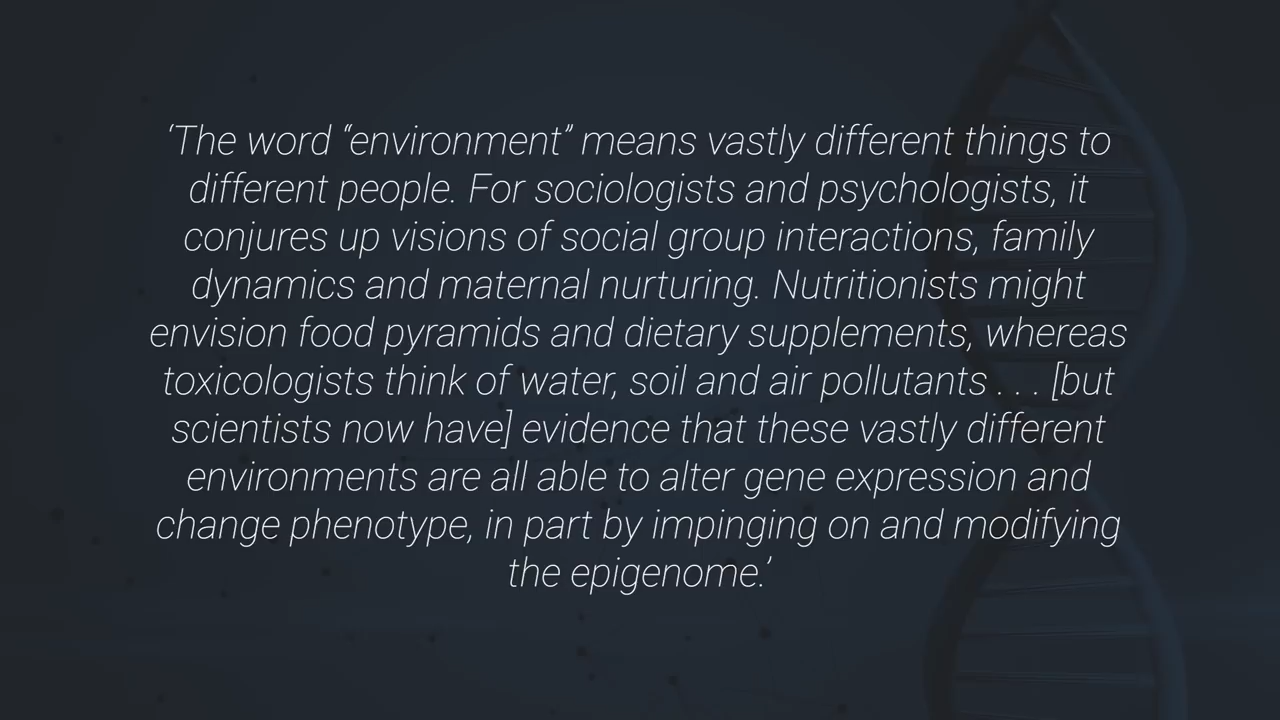 ‘The word “environment” means vastly different things to
different people. For sociologists and psychologists, it
conjures up visions of social group interactions, family
dynamics and maternal nurturing. Nutritionists might
envision food pyramids and dietary supplements, whereas
toxicologists think of water, soil and air pollutants . . . [but
scientists now have] evidence that these vastly different
environments are all able to alter gene expression and
change phenotype, in part by impinging on and modifying
the epigenome.’